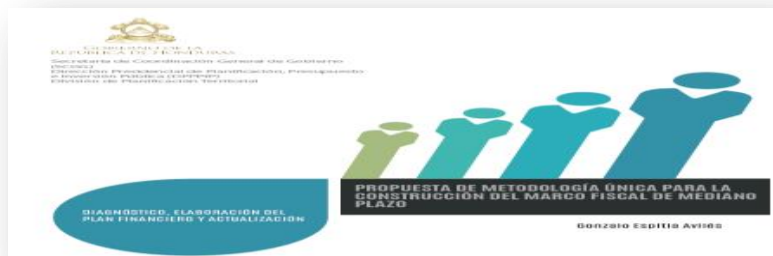 GOBIERNO DE LA
REPÚBLICA DE HONDURAS
Secretaría de Coordinación General de Gobierno
(SCGG)
Dirección Presidencial de Planificación, Presupuesto
e Inversión Pública (DPPPIP)
División de Planificación Territorial
PROPUESTA DE METODOLOGÍA ÚNICA PARA LA
CONSTRUCCIÓN DEL MARCO FISCAL DE MEDIANO
PLAZO
DIAGNÓSTICO, ELABORACIÓN DEL
PLAN FINANCIERO Y ACTUALIZACIÓN
Gonzalo Espitia Avilés